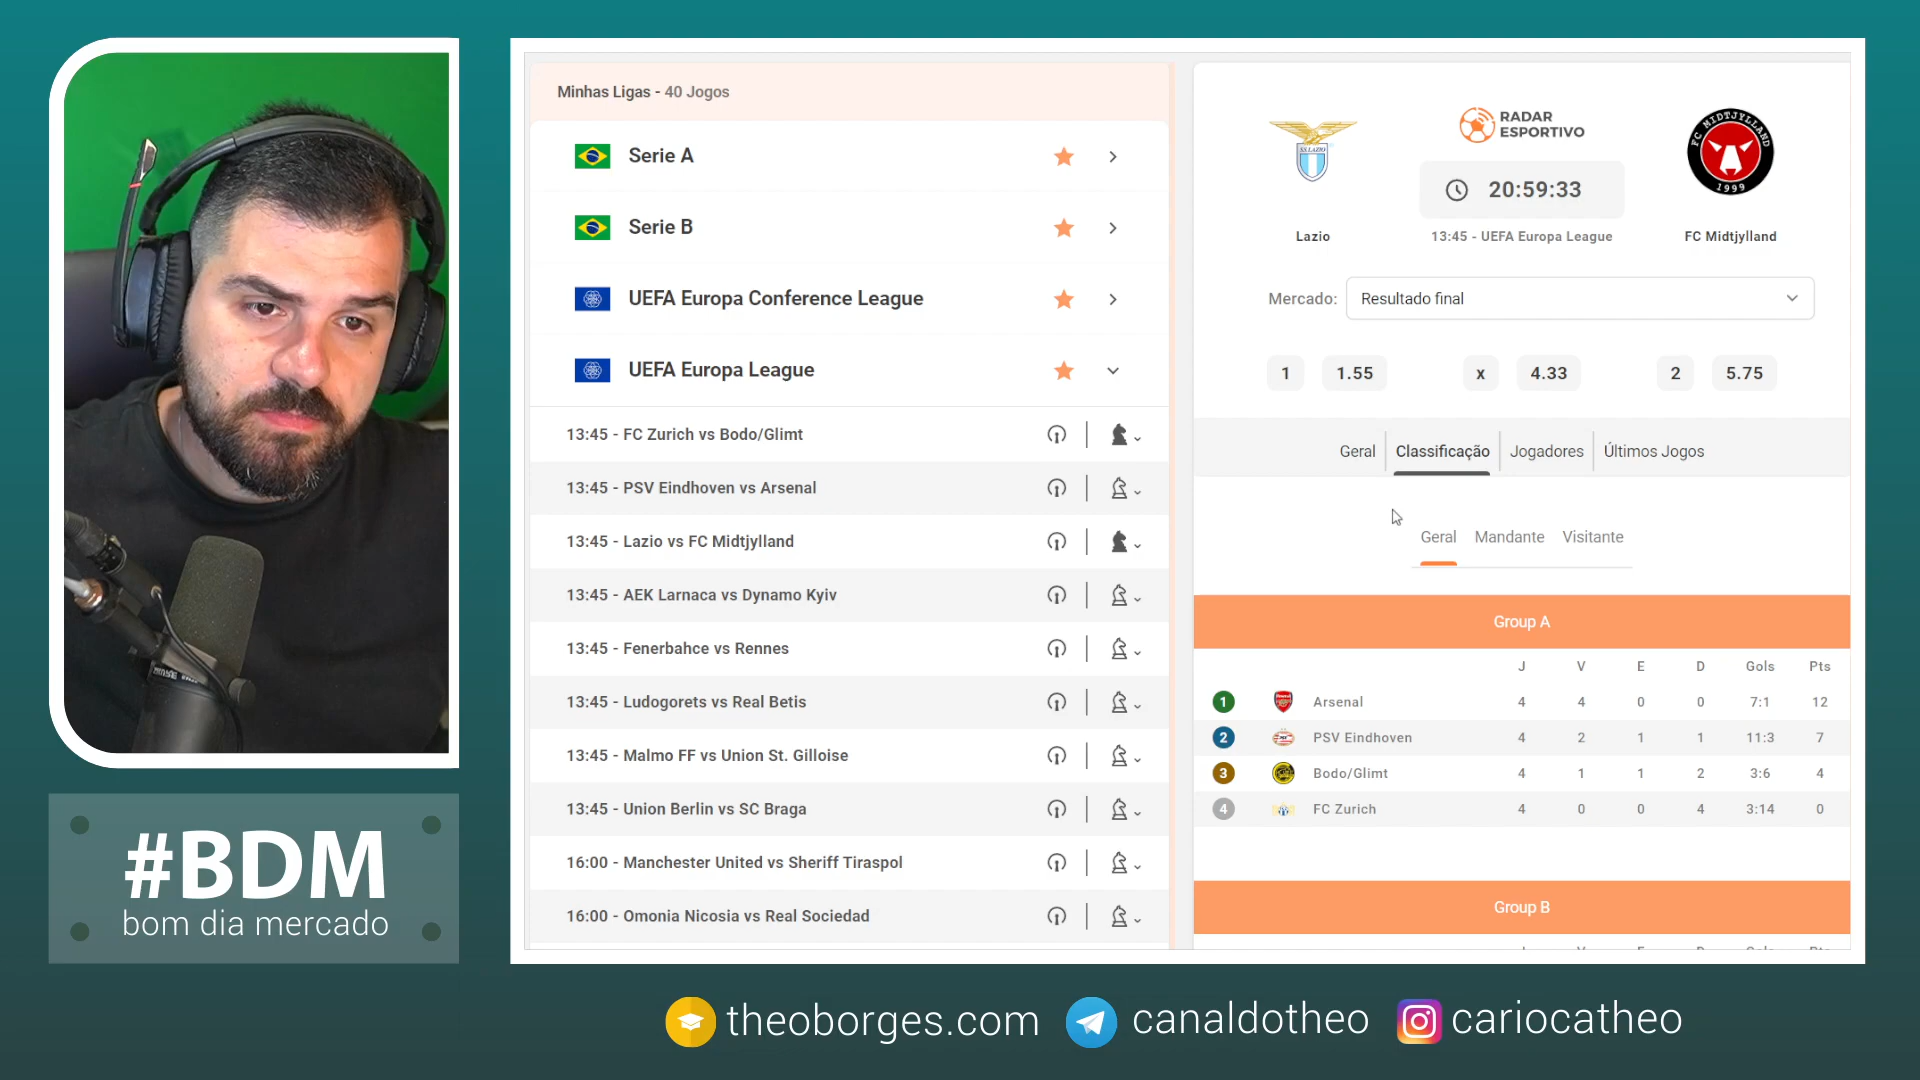 Minhas Ligas - 40 Jogos
Serie A
Serie B
UEFA Europa Conference League
UEFA Europa League
13:45 - FC Zurich vs Bodo/Glimt
13:45 - PSV Eindhoven vs Arsenal
13:45 - Lazio vs FC Midtjylland
13:45 - AEK Larnaca vs Dynamo Kyiv
13:45 - Fenerbahce vs Rennes
13:45 - Ludogorets vs Real Betis
13:45 - Malmo FF vs Union St. Gilloise
13:45 - Union Berlin vs SC Braga
16:00 - Manchester United vs Sheriff Tiraspol
16:00 - Omonia Nicosia vs Real Sociedad
S.S. LAZIO
RADAR
ESPORTIVO
FC MIDTJYLLAND
1999
20:59:33
Lazio
13:45 - UEFA Europa League
FC Midtjylland
Mercado: Resultado final
1 1.55 x 4.33 2 5.75
Geral Classificação Jogadores Últimos Jogos
Geral Mandante Visitante
Group A
J V E D Gols Pts
1 Arsenal 4 4 0 0 7:1 12
2 PSV Eindhoven 4 2 1 1 11:3 7
3 Bodo/Glimt 4 1 1 2 3:6 4
4 FC Zurich 4 0 0 4 3:14 0
Group B
J V E D Gols Pts
#BDM
bom dia mercado
theoborges.com
canaldotheo
cariocatheo